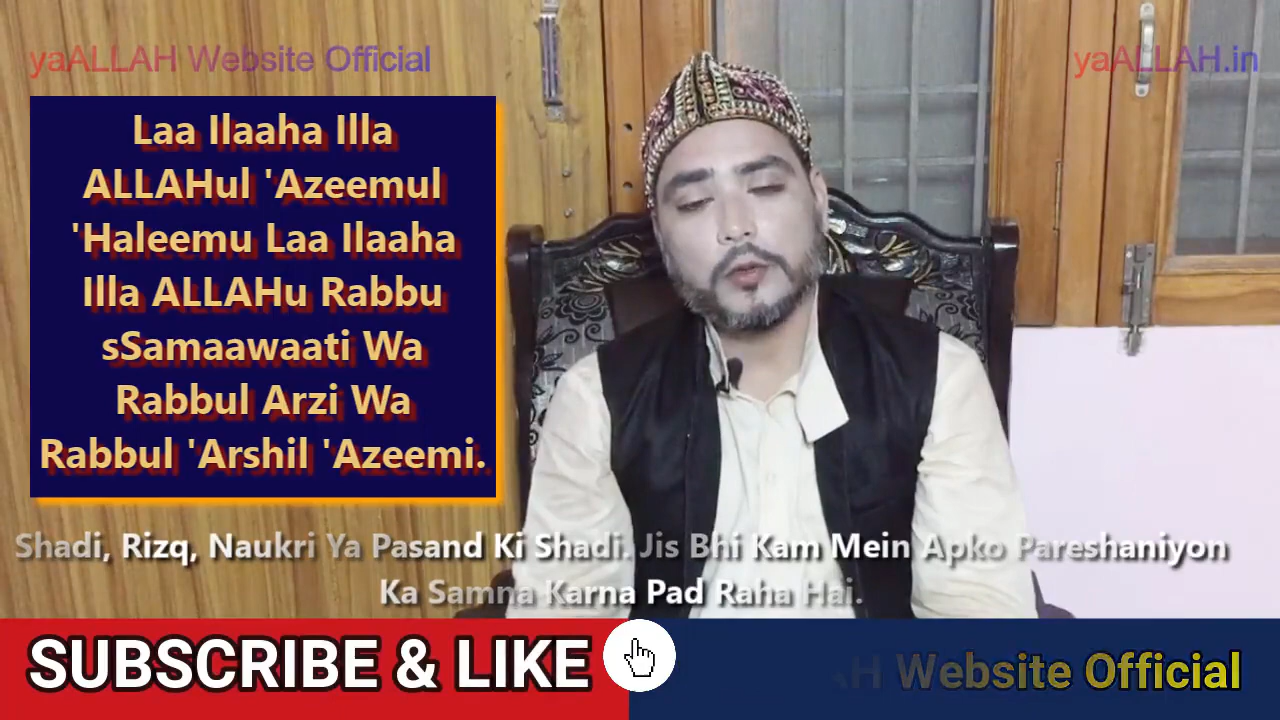 yaALLAH Website Official
yaALLAH.in
Laa Ilaaha Illa
ALLAHul 'Azeemul
'Haleemu Laa Ilaaha
Illa ALLAHu Rabbu
sSamaawaati Wa
Rabbul Arzi Wa
Rabbul 'Arshil 'Azeemi.
Shadi, Rizq, Naukri Ya Pasand Ki Shadi. Jis Bhi Kam Mein Apko Pareshaniyon
Ka Samna Karna Pad Raha Hai.
SUBSCRIBE & LIKE
H Website Official